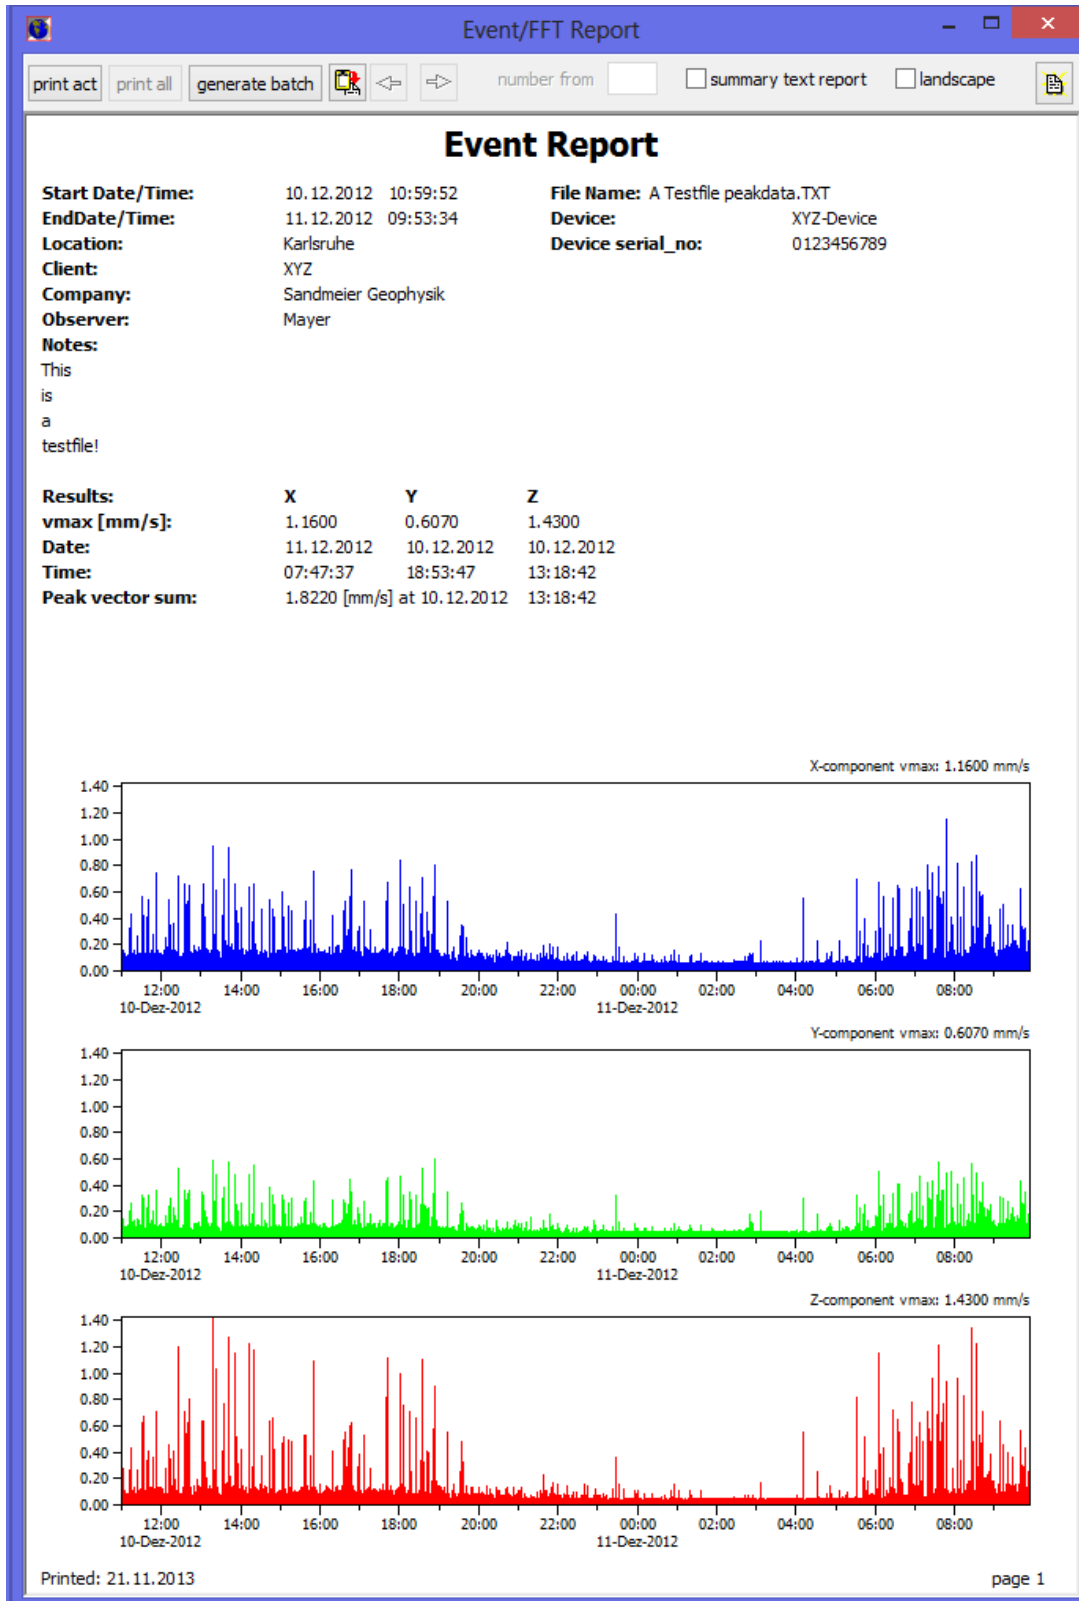 Event/FFT Report
print act print all generate batch number from summary text report landscape
Event Report
Start Date/Time: 10.12.2012 10:59:52 File Name: A Testfile peakdata.TXT
EndDate/Time: 11.12.2012 09:53:34 Device: XYZ-Device
Location: Karlsruhe Device serial_no: 0123456789
Client: XYZ
Company: Sandmeier Geophysik
Observer: Mayer
Notes:
This
is
a
testfile!
Results: X Y Z
vmax [mm/s]: 1.1600 0.6070 1.4300
Date: 11.12.2012 10.12.2012 10.12.2012
Time: 07:47:37 18:53:47 13:18:42
Peak vector sum: 1.8220 [mm/s] at 10.12.2012 13:18:42
X-component vmax: 1.1600 mm/s
1.40
1.20
1.00
0.80
0.60
0.40
0.20
0.00
12:00 14:00 16:00 18:00 20:00 22:00 00:00 02:00 04:00 06:00 08:00
10-Dez-2012 11-Dez-2012
Y-component vmax: 0.6070 mm/s
1.40
1.20
1.00
0.80
0.60
0.40
0.20
0.00
12:00 14:00 16:00 18:00 20:00 22:00 00:00 02:00 04:00 06:00 08:00
10-Dez-2012 11-Dez-2012
Z-component vmax: 1.4300 mm/s
1.40
1.20
1.00
0.80
0.60
0.40
0.20
0.00
12:00 14:00 16:00 18:00 20:00 22:00 00:00 02:00 04:00 06:00 08:00
10-Dez-2012 11-Dez-2012
Printed: 21.11.2013 page 1